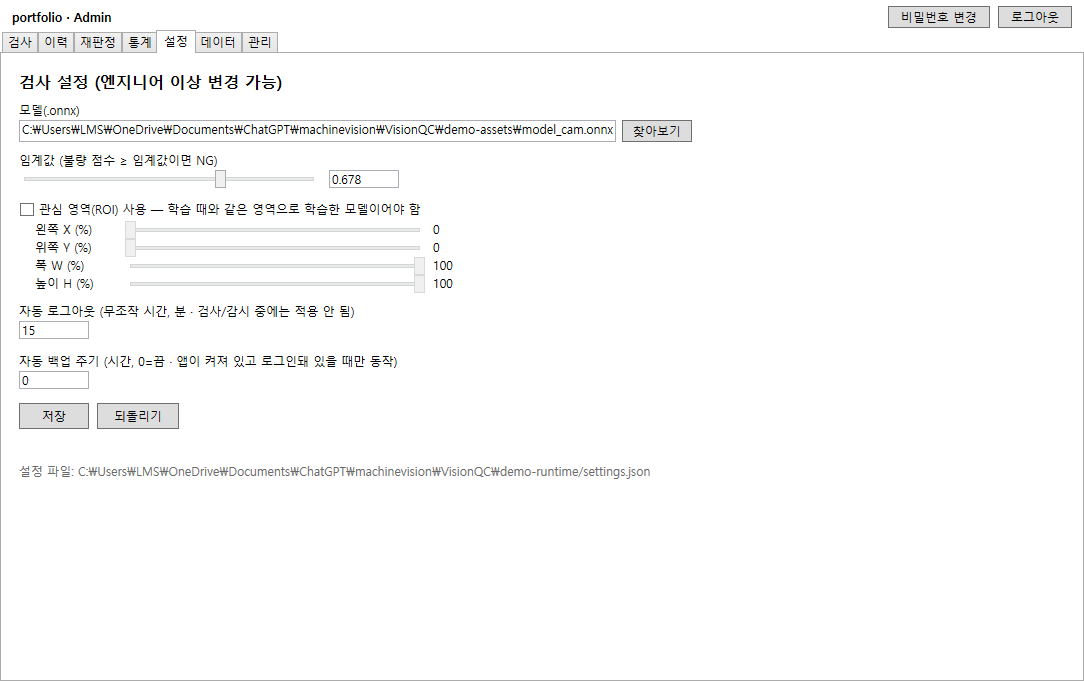 portfolio · Admin
비밀번호 변경
로그아웃
검사 이력 재판정 통계 설정 데이터 관리
검사 설정 (엔지니어 이상 변경 가능)
모델(.onnx)
C:₩Users₩LMS₩OneDrive₩Documents₩ChatGPT₩machinevision₩VisionQC₩demo-assets₩model_cam.onnx 찾아보기
임계값 (불량 점수 ≥ 임계값이면 NG)
0.678
관심 영역(ROI) 사용 — 학습 때와 같은 영역으로 학습한 모델이어야 함
왼쪽 X (%) 0
위쪽 Y (%) 0
폭 W (%) 100
높이 H (%) 100
자동 로그아웃 (무조작 시간, 분 · 검사/감시 중에는 적용 안 됨)
15
자동 백업 주기 (시간, 0=끔 · 앱이 켜져 있고 로그인돼 있을 때만 동작)
0
저장 되돌리기
설정 파일: C:₩Users₩LMS₩OneDrive₩Documents₩ChatGPT₩machinevision₩VisionQC₩demo-runtime/settings.json